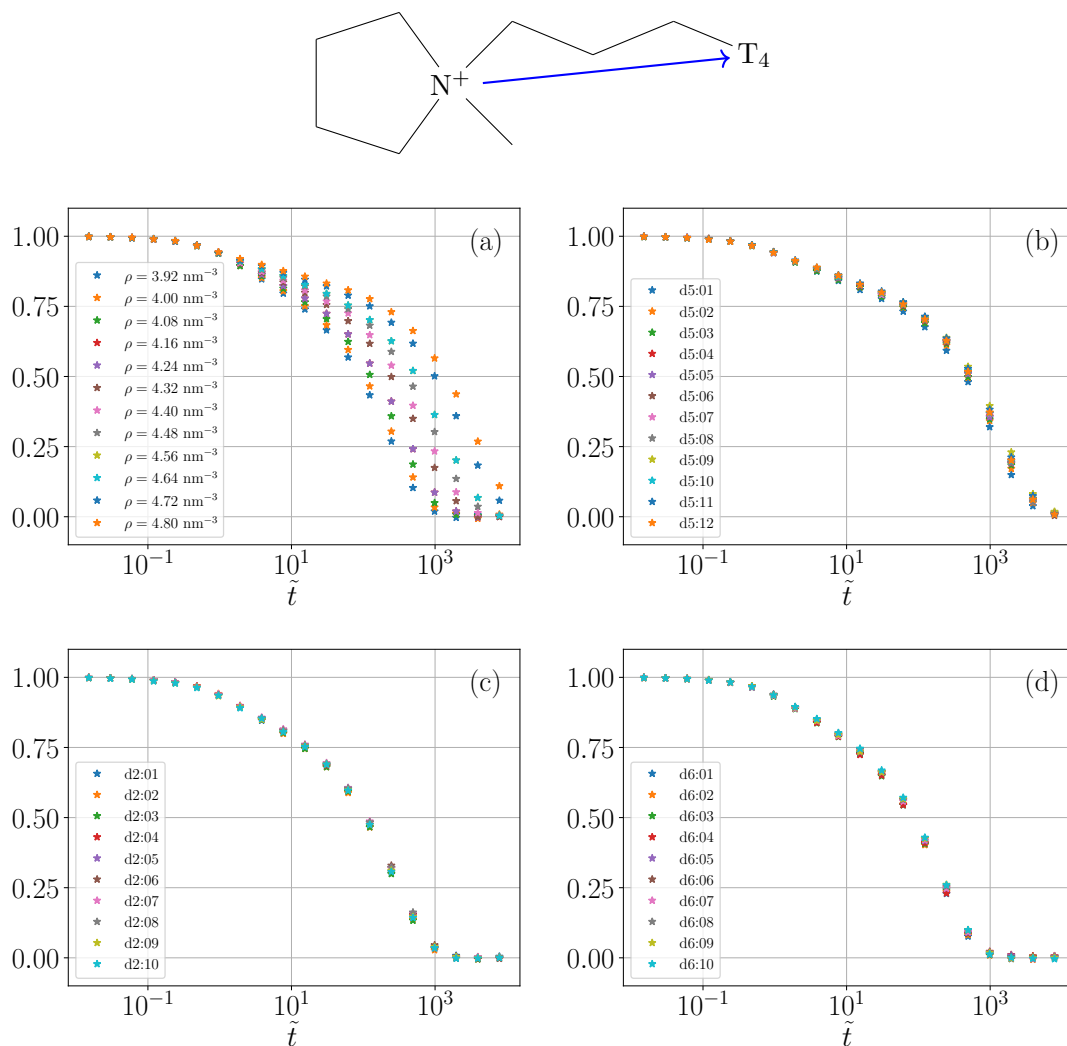 N⁺
T₄
(a)
1.00
0.75
0.50
0.25
0.00
ρ = 3.92 nm⁻³
ρ = 4.00 nm⁻³
ρ = 4.08 nm⁻³
ρ = 4.16 nm⁻³
ρ = 4.24 nm⁻³
ρ = 4.32 nm⁻³
ρ = 4.40 nm⁻³
ρ = 4.48 nm⁻³
ρ = 4.56 nm⁻³
ρ = 4.64 nm⁻³
ρ = 4.72 nm⁻³
ρ = 4.80 nm⁻³
10⁻¹ 10¹ 10³
t̃
(b)
1.00
0.75
0.50
0.25
0.00
d5:01
d5:02
d5:03
d5:04
d5:05
d5:06
d5:07
d5:08
d5:09
d5:10
d5:11
d5:12
10⁻¹ 10¹ 10³
t̃
(c)
1.00
0.75
0.50
0.25
0.00
d2:01
d2:02
d2:03
d2:04
d2:05
d2:06
d2:07
d2:08
d2:09
d2:10
10⁻¹ 10¹ 10³
t̃
(d)
1.00
0.75
0.50
0.25
0.00
d6:01
d6:02
d6:03
d6:04
d6:05
d6:06
d6:07
d6:08
d6:09
d6:10
10⁻¹ 10¹ 10³
t̃